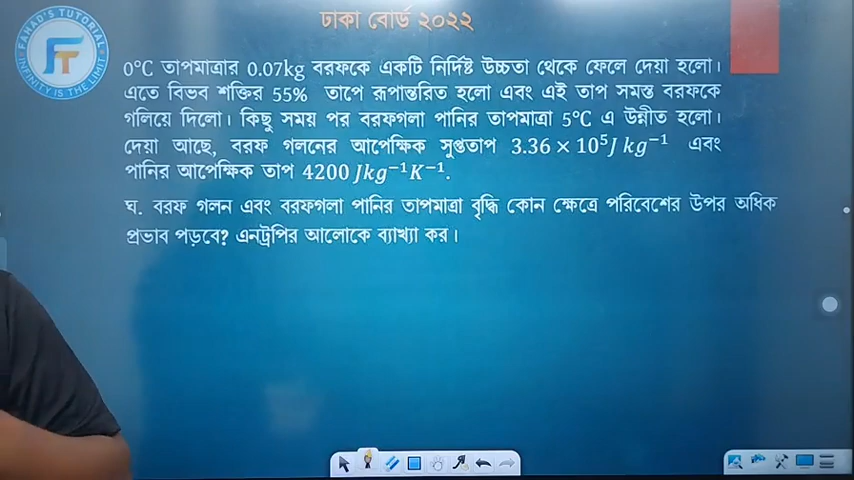 ঢাকা বোর্ড ২০২২
FAHAD'S TUTORIAL
FT
INFINITY IS THE LIMIT
0°C তাপমাত্রার 0.07kg বরফকে একটি নির্দিষ্ট উচ্চতা থেকে ফেলে দেয়া হলো।
এতে বিভব শক্তির 55% তাপে রূপান্তরিত হলো এবং এই তাপ সমস্ত বরফকে
গলিয়ে দিলো। কিছু সময় পর বরফগলা পানির তাপমাত্রা 5°C এ উন্নীত হলো।
দেয়া আছে, বরফ গলনের আপেক্ষিক সুপ্ততাপ 3.36 × 10⁵J kg⁻¹ এবং
পানির আপেক্ষিক তাপ 4200 Jkg⁻¹K⁻¹.
ঘ. বরফ গলন এবং বরফগলা পানির তাপমাত্রা বৃদ্ধি কোন ক্ষেত্রে পরিবেশের উপর অধিক
প্রভাব পড়বে? এনট্রপির আলোকে ব্যাখ্যা কর।